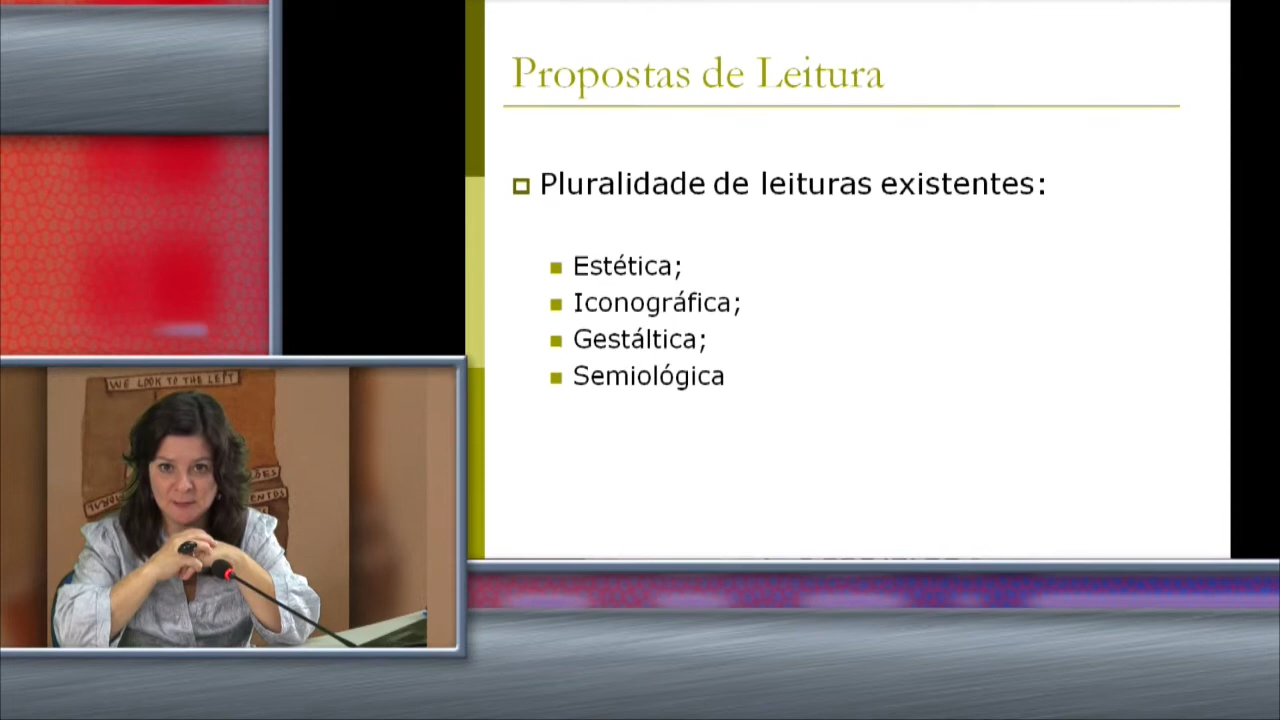 Propostas de Leitura
Pluralidade de leituras existentes:
Estética;
Iconográfica;
Gestáltica;
Semiológica
WE LOOK TO THE LEFT